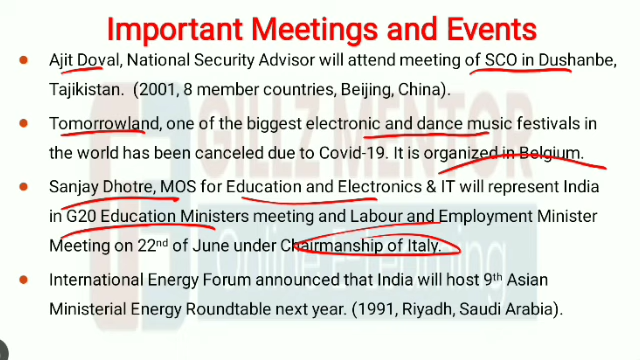 Important Meetings and Events
• Ajit Doval, National Security Advisor will attend meeting of SCO in Dushanbe,
Tajikistan. (2001, 8 member countries, Beijing, China).
• Tomorrowland, one of the biggest electronic and dance music festivals in
the world has been canceled due to Covid-19. It is organized in Belgium.
• Sanjay Dhotre, MOS for Education and Electronics & IT will represent India
in G20 Education Ministers meeting and Labour and Employment Minister
Meeting on 22nd of June under Chairmanship of Italy.
• International Energy Forum announced that India will host 9th Asian
Ministerial Energy Roundtable next year. (1991, Riyadh, Saudi Arabia).
GILLZ MENTOR
Online e-Learning